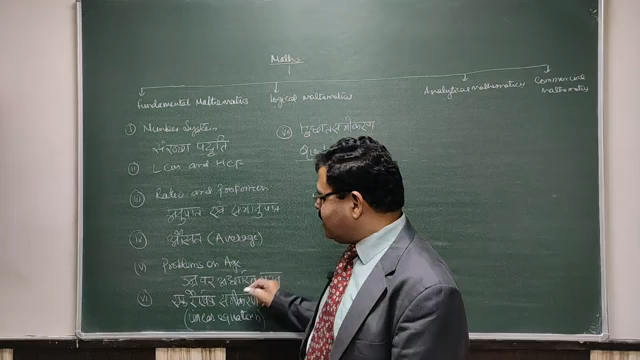 Maths
Fundamental Mathematics
Logical Mathematics
Analytical mathematics
Commercial
mathematics
(I) Number System
संख्या पद्धति
(II) LCM and HCF
(III) Ratio and Proportion
अनुपात एवं समानुपात
(IV) औसत (Average)
(V) Problems on Age
पर आधारित
(VI) समीकरण
(Linear equation)
(VII) द्विघात समीकरण